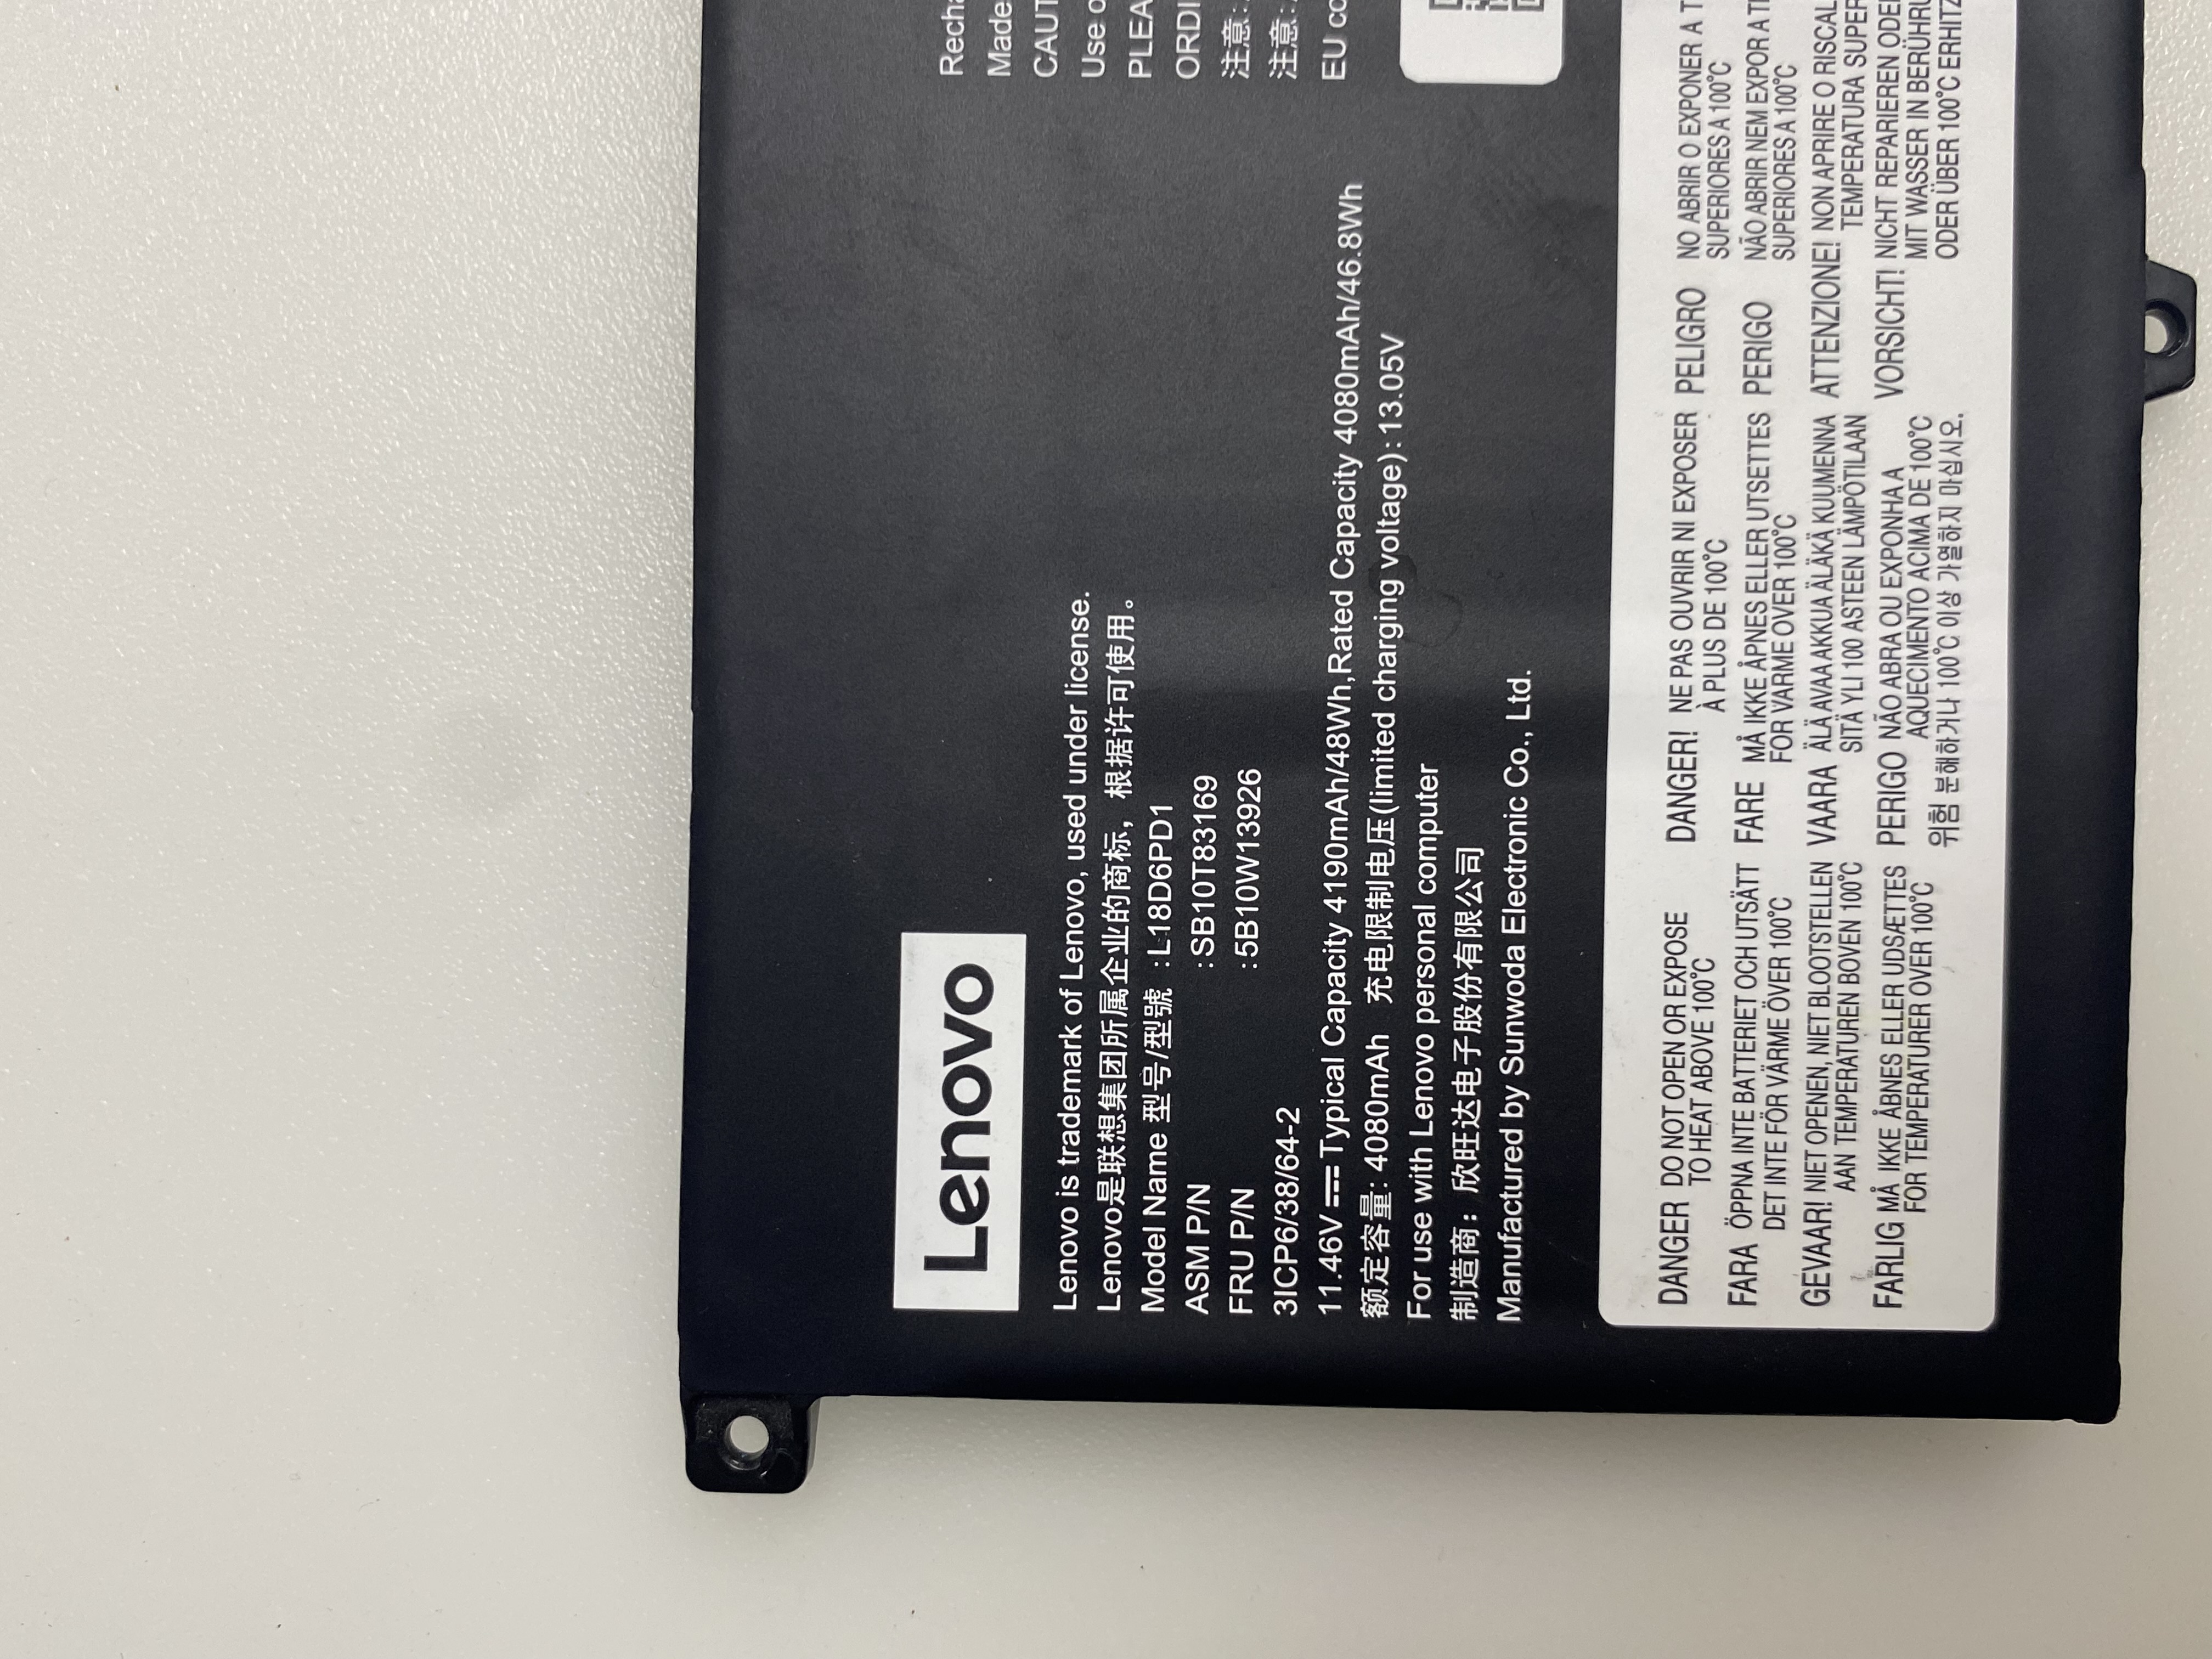 Lenovo
Lenovo is trademark of Lenovo, used under license.
Lenovo是联想集团所属企业的商标，根据许可使用。
Model Name 型号/型號 :L18D6PD1
ASM P/N :SB10T83169
FRU P/N :5B10W13926
3ICP6/38/64-2
11.46V⎓Typical Capacity 4190mAh/48Wh,Rated Capacity 4080mAh/46.8Wh
额定容量: 4080mAh 充电限制电压(limited charging voltage):13.05V
For use with Lenovo personal computer
制造商：欣旺达电子股份有限公司
Manufactured by Sunwoda Electronic Co., Ltd.
Made
CAUT
Use o
PLEA
ORDI
注意:
注意:
EU co
DANGER DO NOT OPEN OR EXPOSE
TO HEAT ABOVE 100°C
FARA ÖPPNA INTE BATTERIET OCH UTSÄTT
DET INTE FÖR VÄRME ÖVER 100°C
GEVAAR! NIET OPENEN, NIET BLOOTSTELLEN
AAN TEMPERATUREN BOVEN 100°C
FARLIG MÅ IKKE ÅBNES ELLER UDSÆTTES
FOR TEMPERATURER OVER 100°C
DANGER! NE PAS OUVRIR NI EXPOSER
À PLUS DE 100°C
FARE MÅ IKKE ÅPNES ELLER UTSETTES
FOR VARME OVER 100°C
VAARA ÄLÄ AVAA AKKUA ÄLÄKÄ KUUMENNA
SITÄ YLI 100 ASTEEN LÄMPÖTILAAN
PERIGO NÃO ABRA OU EXPONHA A
AQUECIMENTO ACIMA DE 100°C
위험 분해하거나 100°C 이상 가열하지 마십시오.
PELIGRO NO ABRIR O EXPONER A T
SUPERIORES A 100°C
PERIGO NÃO ABRIR NEM EXPOR A TE
SUPERIORES A 100°C
ATTENZIONE! NON APRIRE O RISCAL
TEMPERATURA SUPER
VORSICHT! NICHT REPARIEREN ODER
MIT WASSER IN BERÜHRU
ODER ÜBER 100°C ERHITZ